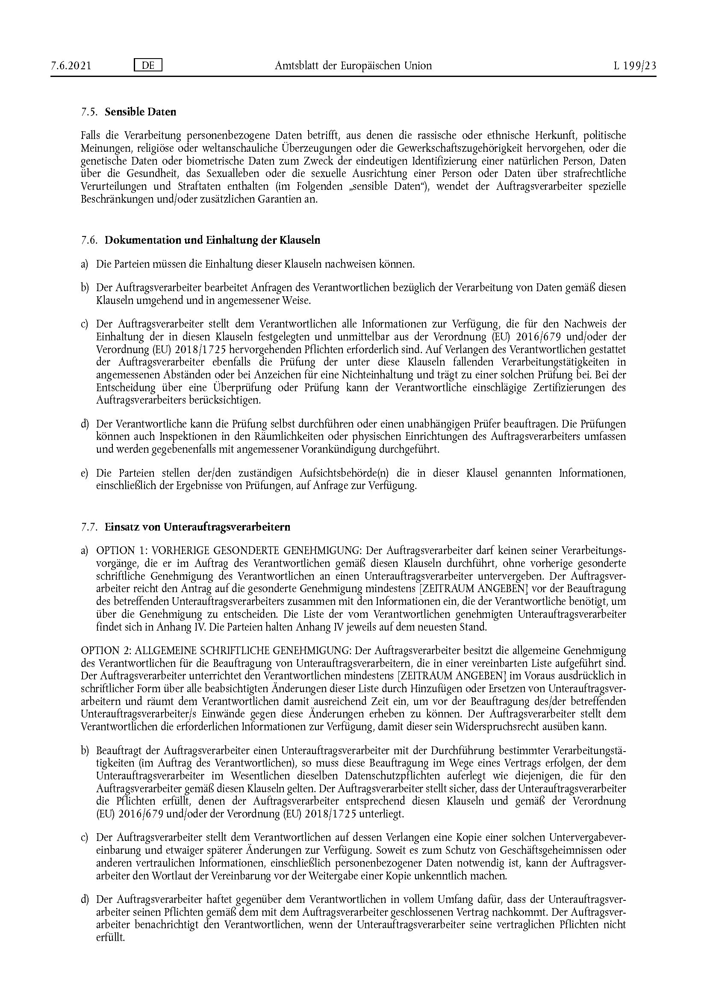 7.6.2021
DE
Amtsblatt der Europäischen Union
L 199/23
7.5. Sensible Daten
Falls die Verarbeitung personenbezogene Daten betrifft, aus denen die rassische oder ethnische Herkunft, politische
Meinungen, religiöse oder weltanschauliche Überzeugungen oder die Gewerkschaftszugehörigkeit hervorgehen, oder die
genetische Daten oder biometrische Daten zum Zweck der eindeutigen Identifizierung einer natürlichen Person, Daten
über die Gesundheit, das Sexualleben oder die sexuelle Ausrichtung einer Person oder Daten über strafrechtliche
Verurteilungen und Straftaten enthalten (im Folgenden „sensible Daten“), wendet der Auftragsverarbeiter spezielle
Beschränkungen und/oder zusätzlichen Garantien an.
7.6. Dokumentation und Einhaltung der Klauseln
a) Die Parteien müssen die Einhaltung dieser Klauseln nachweisen können.
b) Der Auftragsverarbeiter bearbeitet Anfragen des Verantwortlichen bezüglich der Verarbeitung von Daten gemäß diesen
Klauseln umgehend und in angemessener Weise.
c) Der Auftragsverarbeiter stellt dem Verantwortlichen alle Informationen zur Verfügung, die für den Nachweis der
Einhaltung der in diesen Klauseln festgelegten und unmittelbar aus der Verordnung (EU) 2016/679 und/oder der
Verordnung (EU) 2018/1725 hervorgehenden Pflichten erforderlich sind. Auf Verlangen des Verantwortlichen gestattet
der Auftragsverarbeiter ebenfalls die Prüfung der unter diese Klauseln fallenden Verarbeitungstätigkeiten in
angemessenen Abständen oder bei Anzeichen für eine Nichteinhaltung und trägt zu einer solchen Prüfung bei. Bei der
Entscheidung über eine Überprüfung oder Prüfung kann der Verantwortliche einschlägige Zertifizierungen des
Auftragsverarbeiters berücksichtigen.
d) Der Verantwortliche kann die Prüfung selbst durchführen oder einen unabhängigen Prüfer beauftragen. Die Prüfungen
können auch Inspektionen in den Räumlichkeiten oder physischen Einrichtungen des Auftragsverarbeiters umfassen
und werden gegebenenfalls mit angemessener Vorankündigung durchgeführt.
e) Die Parteien stellen der/den zuständigen Aufsichtsbehörde(n) die in dieser Klausel genannten Informationen,
einschließlich der Ergebnisse von Prüfungen, auf Anfrage zur Verfügung.
7.7. Einsatz von Unterauftragsverarbeitern
a) OPTION 1: VORHERIGE GESONDERTE GENEHMIGUNG: Der Auftragsverarbeiter darf keinen seiner Verarbeitungs-
vorgänge, die er im Auftrag des Verantwortlichen gemäß diesen Klauseln durchführt, ohne vorherige gesonderte
schriftliche Genehmigung des Verantwortlichen an einen Unterauftragsverarbeiter untervergeben. Der Auftragsver-
arbeiter reicht den Antrag auf die gesonderte Genehmigung mindestens [ZEITRAUM ANGEBEN] vor der Beauftragung
des betreffenden Unterauftragsverarbeiters zusammen mit den Informationen ein, die der Verantwortliche benötigt, um
über die Genehmigung zu entscheiden. Die Liste der vom Verantwortlichen genehmigten Unterauftragsverarbeiter
findet sich in Anhang IV. Die Parteien halten Anhang IV jeweils auf dem neuesten Stand.
OPTION 2: ALLGEMEINE SCHRIFTLICHE GENEHMIGUNG: Der Auftragsverarbeiter besitzt die allgemeine Genehmigung
des Verantwortlichen für die Beauftragung von Unterauftragsverarbeitern, die in einer vereinbarten Liste aufgeführt sind.
Der Auftragsverarbeiter unterrichtet den Verantwortlichen mindestens [ZEITRAUM ANGEBEN] im Voraus ausdrücklich in
schriftlicher Form über alle beabsichtigten Änderungen dieser Liste durch Hinzufügen oder Ersetzen von Unterauftragsver-
arbeitern und räumt dem Verantwortlichen damit ausreichend Zeit ein, um vor der Beauftragung des/der betreffenden
Unterauftragsverarbeiter/s Einwände gegen diese Änderungen erheben zu können. Der Auftragsverarbeiter stellt dem
Verantwortlichen die erforderlichen Informationen zur Verfügung, damit dieser sein Widerspruchsrecht ausüben kann.
b) Beauftragt der Auftragsverarbeiter einen Unterauftragsverarbeiter mit der Durchführung bestimmter Verarbeitungstä-
tigkeiten (im Auftrag des Verantwortlichen), so muss diese Beauftragung im Wege eines Vertrags erfolgen, der dem
Unterauftragsverarbeiter im Wesentlichen dieselben Datenschutzpflichten auferlegt wie diejenigen, die für den
Auftragsverarbeiter gemäß diesen Klauseln gelten. Der Auftragsverarbeiter stellt sicher, dass der Unterauftragsverarbeiter
die Pflichten erfüllt, denen der Auftragsverarbeiter entsprechend diesen Klauseln und gemäß der Verordnung
(EU) 2016/679 und/oder der Verordnung (EU) 2018/1725 unterliegt.
c) Der Auftragsverarbeiter stellt dem Verantwortlichen auf dessen Verlangen eine Kopie einer solchen Untervergabever-
einbarung und etwaiger späterer Änderungen zur Verfügung. Soweit es zum Schutz von Geschäftsgeheimnissen oder
anderen vertraulichen Informationen, einschließlich personenbezogener Daten notwendig ist, kann der Auftragsver-
arbeiter den Wortlaut der Vereinbarung vor der Weitergabe einer Kopie unkenntlich machen.
d) Der Auftragsverarbeiter haftet gegenüber dem Verantwortlichen in vollem Umfang dafür, dass der Unterauftragsver-
arbeiter seinen Pflichten gemäß dem mit dem Auftragsverarbeiter geschlossenen Vertrag nachkommt. Der Auftragsver-
arbeiter benachrichtigt den Verantwortlichen, wenn der Unterauftragsverarbeiter seine vertraglichen Pflichten nicht
erfüllt.